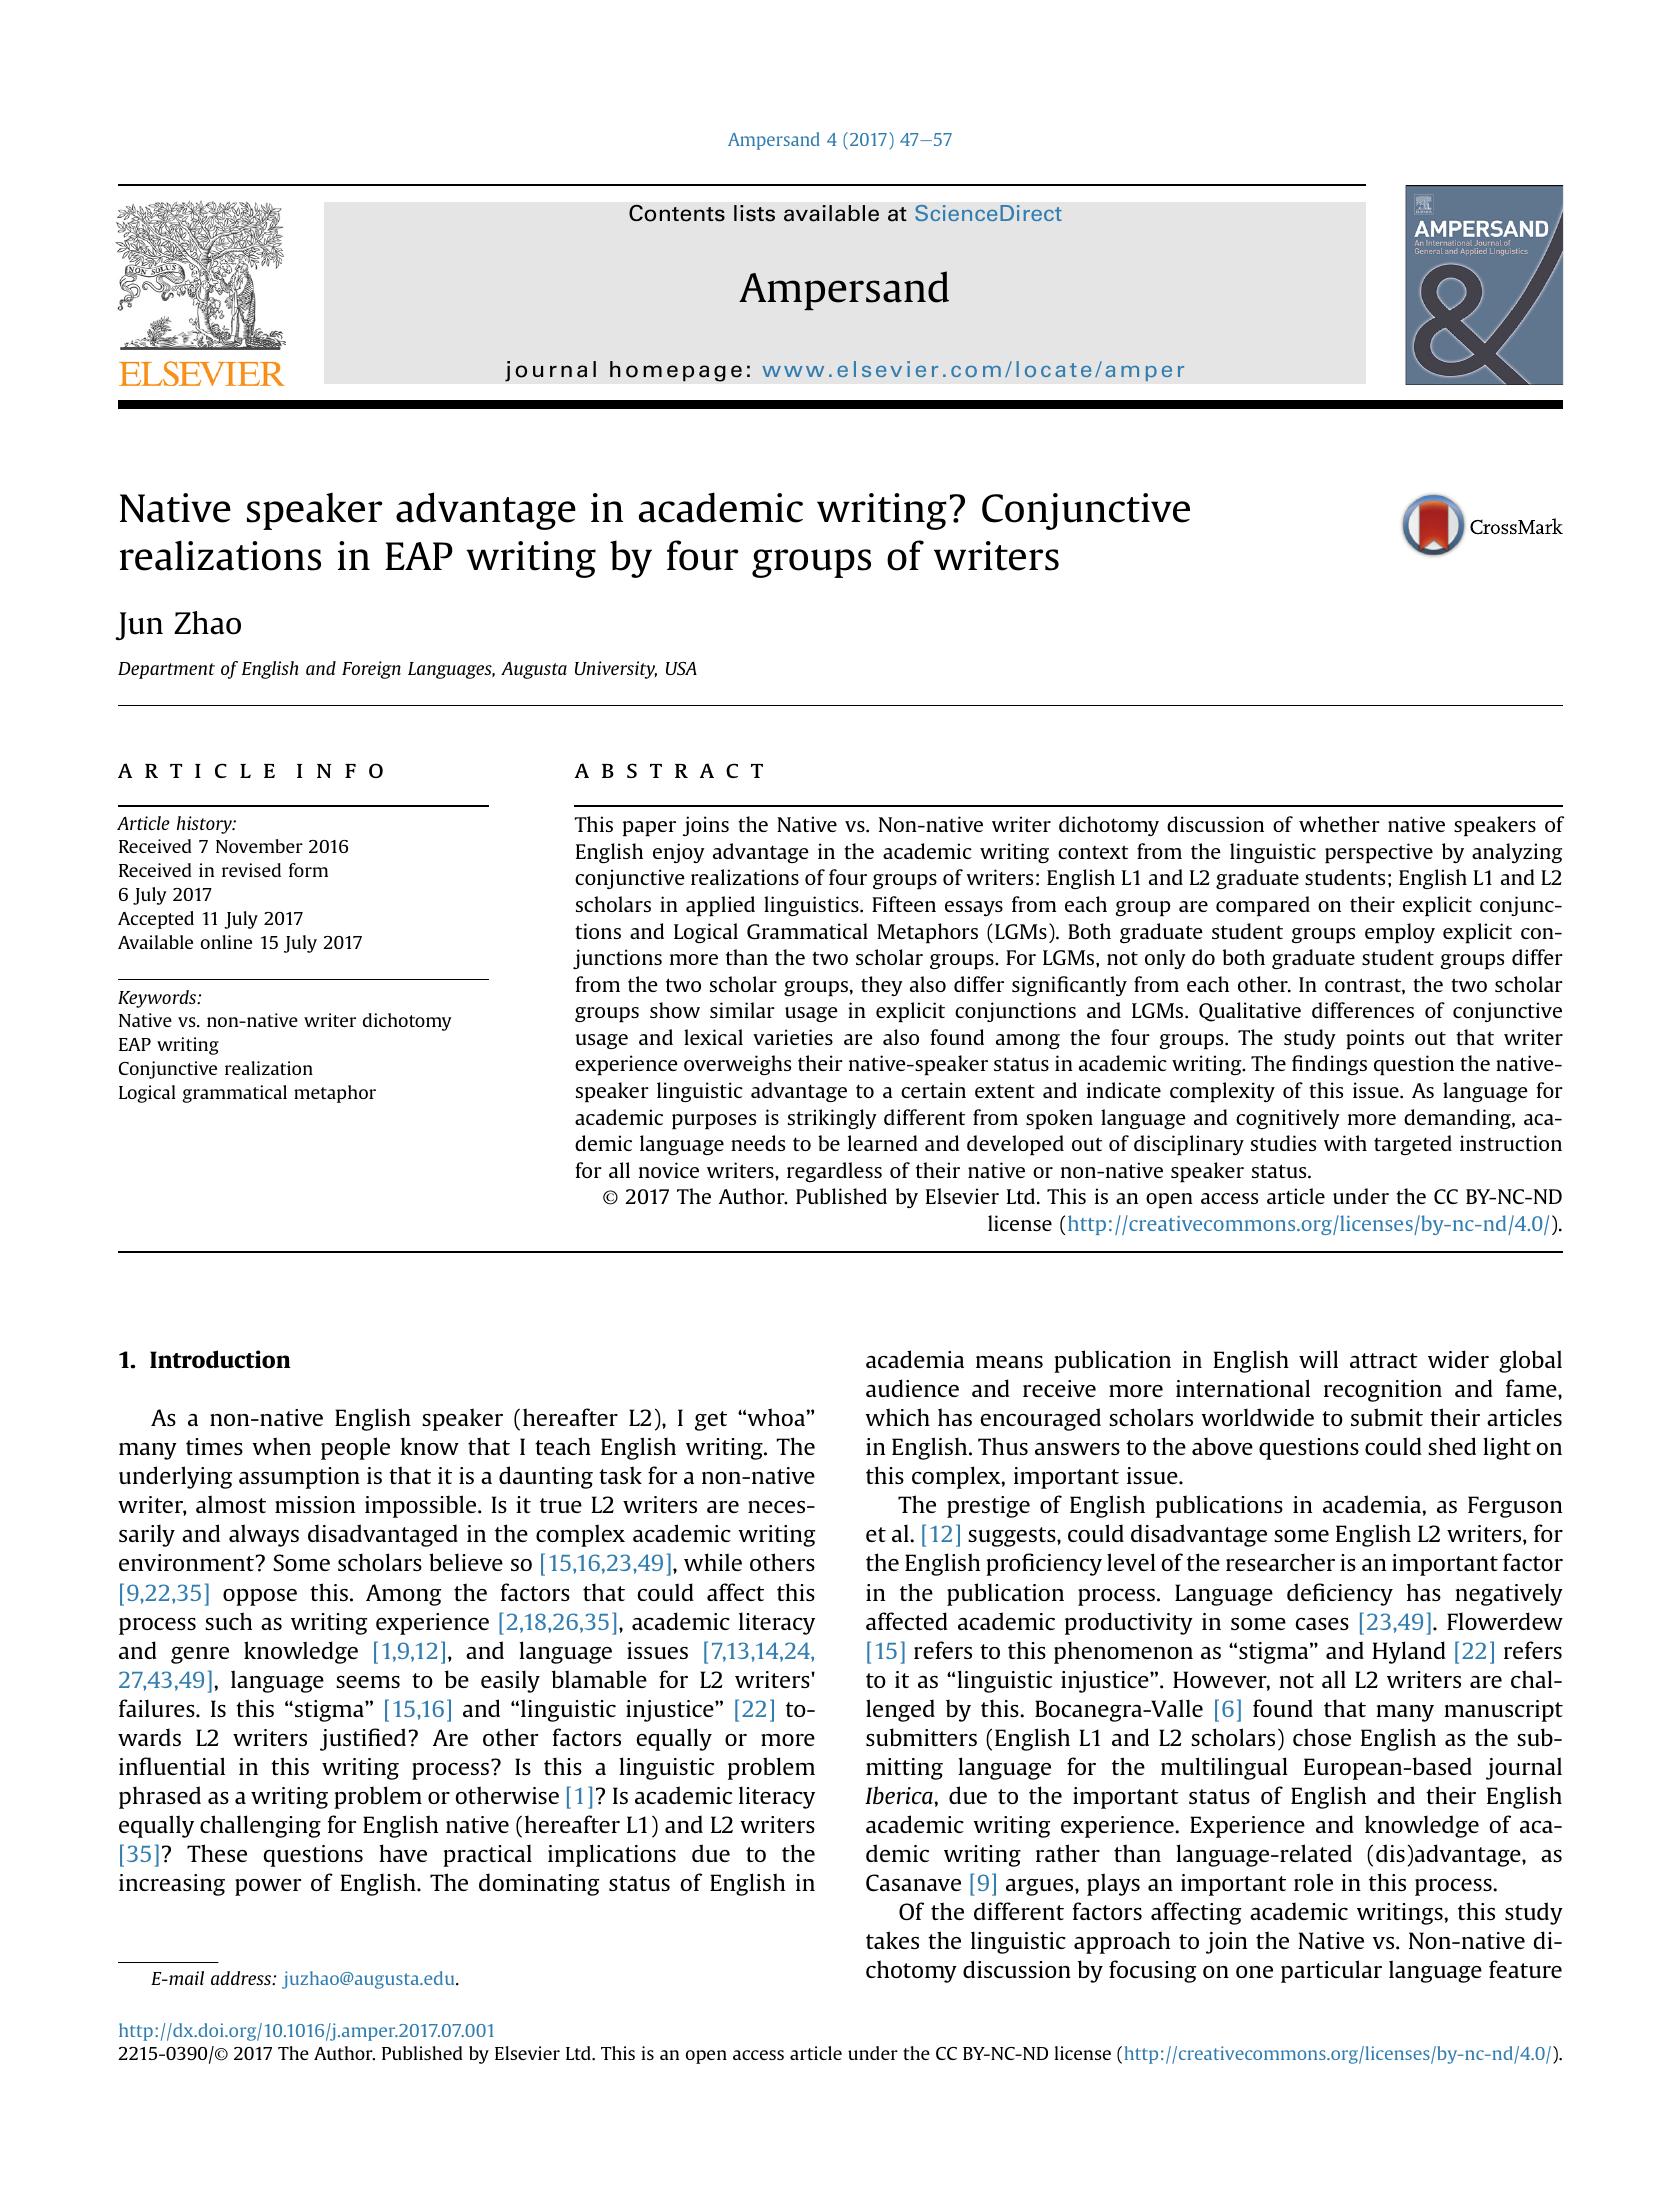 Ampersand 4 (2017) 47–57
Contents lists available at ScienceDirect
Ampersand
journal homepage: www.elsevier.com/locate/amper
NON SOLUS
ELSEVIER
AMPERSAND
An International Journal of
General and Applied Linguistics
&
Native speaker advantage in academic writing? Conjunctive
realizations in EAP writing by four groups of writers
CrossMark
Jun Zhao
Department of English and Foreign Languages, Augusta University, USA
ARTICLE INFO
Article history:
Received 7 November 2016
Received in revised form
6 July 2017
Accepted 11 July 2017
Available online 15 July 2017
Keywords:
Native vs. non-native writer dichotomy
EAP writing
Conjunctive realization
Logical grammatical metaphor
ABSTRACT
This paper joins the Native vs. Non-native writer dichotomy discussion of whether native speakers of
English enjoy advantage in the academic writing context from the linguistic perspective by analyzing
conjunctive realizations of four groups of writers: English L1 and L2 graduate students; English L1 and L2
scholars in applied linguistics. Fifteen essays from each group are compared on their explicit conjunc-
tions and Logical Grammatical Metaphors (LGMs). Both graduate student groups employ explicit con-
junctions more than the two scholar groups. For LGMs, not only do both graduate student groups differ
from the two scholar groups, they also differ significantly from each other. In contrast, the two scholar
groups show similar usage in explicit conjunctions and LGMs. Qualitative differences of conjunctive
usage and lexical varieties are also found among the four groups. The study points out that writer
experience overweighs their native-speaker status in academic writing. The findings question the native-
speaker linguistic advantage to a certain extent and indicate complexity of this issue. As language for
academic purposes is strikingly different from spoken language and cognitively more demanding, aca-
demic language needs to be learned and developed out of disciplinary studies with targeted instruction
for all novice writers, regardless of their native or non-native speaker status.
© 2017 The Author. Published by Elsevier Ltd. This is an open access article under the CC BY-NC-ND
license (http://creativecommons.org/licenses/by-nc-nd/4.0/).
1. Introduction
As a non-native English speaker (hereafter L2), I get “whoa”
many times when people know that I teach English writing. The
underlying assumption is that it is a daunting task for a non-native
writer, almost mission impossible. Is it true L2 writers are neces-
sarily and always disadvantaged in the complex academic writing
environment? Some scholars believe so [15,16,23,49], while others
[9,22,35] oppose this. Among the factors that could affect this
process such as writing experience [2,18,26,35], academic literacy
and genre knowledge [1,9,12], and language issues [7,13,14,24,
27,43,49], language seems to be easily blamable for L2 writers'
failures. Is this “stigma” [15,16] and “linguistic injustice” [22] to-
wards L2 writers justified? Are other factors equally or more
influential in this writing process? Is this a linguistic problem
phrased as a writing problem or otherwise [1]? Is academic literacy
equally challenging for English native (hereafter L1) and L2 writers
[35]? These questions have practical implications due to the
increasing power of English. The dominating status of English in
academia means publication in English will attract wider global
audience and receive more international recognition and fame,
which has encouraged scholars worldwide to submit their articles
in English. Thus answers to the above questions could shed light on
this complex, important issue.
The prestige of English publications in academia, as Ferguson
et al. [12] suggests, could disadvantage some English L2 writers, for
the English proficiency level of the researcher is an important factor
in the publication process. Language deficiency has negatively
affected academic productivity in some cases [23,49]. Flowerdew
[15] refers to this phenomenon as “stigma” and Hyland [22] refers
to it as “linguistic injustice”. However, not all L2 writers are chal-
lenged by this. Bocanegra-Valle [6] found that many manuscript
submitters (English L1 and L2 scholars) chose English as the sub-
mitting language for the multilingual European-based journal
Iberica, due to the important status of English and their English
academic writing experience. Experience and knowledge of aca-
demic writing rather than language-related (dis)advantage, as
Casanave [9] argues, plays an important role in this process.
Of the different factors affecting academic writings, this study
takes the linguistic approach to join the Native vs. Non-native di-
chotomy discussion by focusing on one particular language feature
E-mail address: juzhao@augusta.edu.
http://dx.doi.org/10.1016/j.amper.2017.07.001
2215-0390/© 2017 The Author. Published by Elsevier Ltd. This is an open access article under the CC BY-NC-ND license (http://creativecommons.org/licenses/by-nc-nd/4.0/).